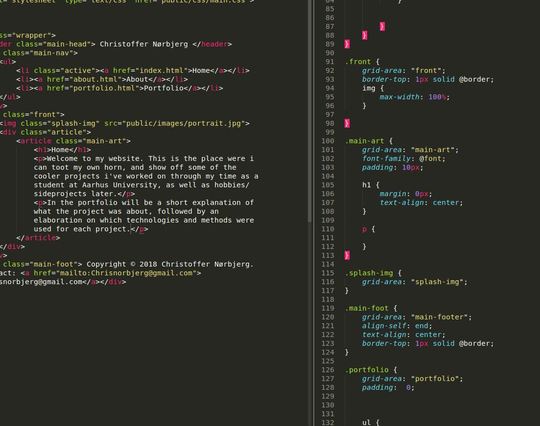 ="stylesheet" type="text/css" href="public/css/main.css">
class="wrapper">
der class="main-head"> Christoffer Nørbjerg </header>
class="main-nav">
<ul>
<li class="active"><a href="index.html">Home</a></li>
<li><a href="about.html">About</a></li>
<li><a href="portfolio.html">Portfolio</a></li>
/ul>
>
class="front">
<img class="splash-img" src="public/images/portrait.jpg">
<div class="article">
<article class="main-art">
<h1>Home</h1>
<p>Welcome to my website. This is the place were i
can toot my own horn, and show off some of the
cooler projects i've worked on through my time as a
student at Aarhus University, as well as hobbies/
sideprojects later.</p>
<p>In the portfolio will be a short explanation of
what the project was about, followed by an
elaboration on which technologies and methods were
used for each project.</p>
</article>
</div>
>
class="main-foot"> Copyright © 2018 Christoffer Nørbjerg.
act: <a href="mailto:Chrisnorbjerg@gmail.com">
snorbjerg@gmail.com</a></div>
84 }
85
86
87 }
88 }
89 }
90
91 .front {
92 grid-area: "front";
93 border-top: 1px solid @border;
94 img {
95 max-width: 100%;
96 }
97
98 }
99
100 .main-art {
101 grid-area: "main-art";
102 font-family: @font;
103 padding: 10px;
104
105 h1 {
106 margin: 0px;
107 text-align: center;
108 }
109
110 p {
111
112 }
113 }
114
115 .splash-img {
116 grid-area: "splash-img";
117 }
118
119 .main-foot {
120 grid-area: "main-footer";
121 align-self: end;
122 text-align: center;
123 border-top: 1px solid @border;
124 }
125
126 .portfolio {
127 grid-area: "portfolio";
128 padding: 0;
129
130
131
132 ul {